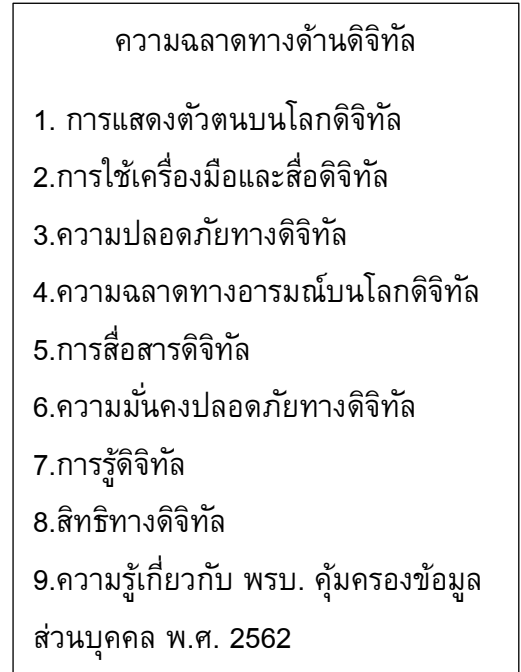 ความฉลาดทางด้านดิจิทัล
1. การแสดงตัวตนบนโลกดิจิทัล
2.การใช้เครื่องมือและสื่อดิจิทัล
3.ความปลอดภัยทางดิจิทัล
4.ความฉลาดทางอารมณ์บนโลกดิจิทัล
5.การสื่อสารดิจิทัล
6.ความมั่นคงปลอดภัยทางดิจิทัล
7.การรู้ดิจิทัล
8.สิทธิทางดิจิทัล
9.ความรู้เกี่ยวกับ พรบ. คุ้มครองข้อมูล
ส่วนบุคคล พ.ศ. 2562